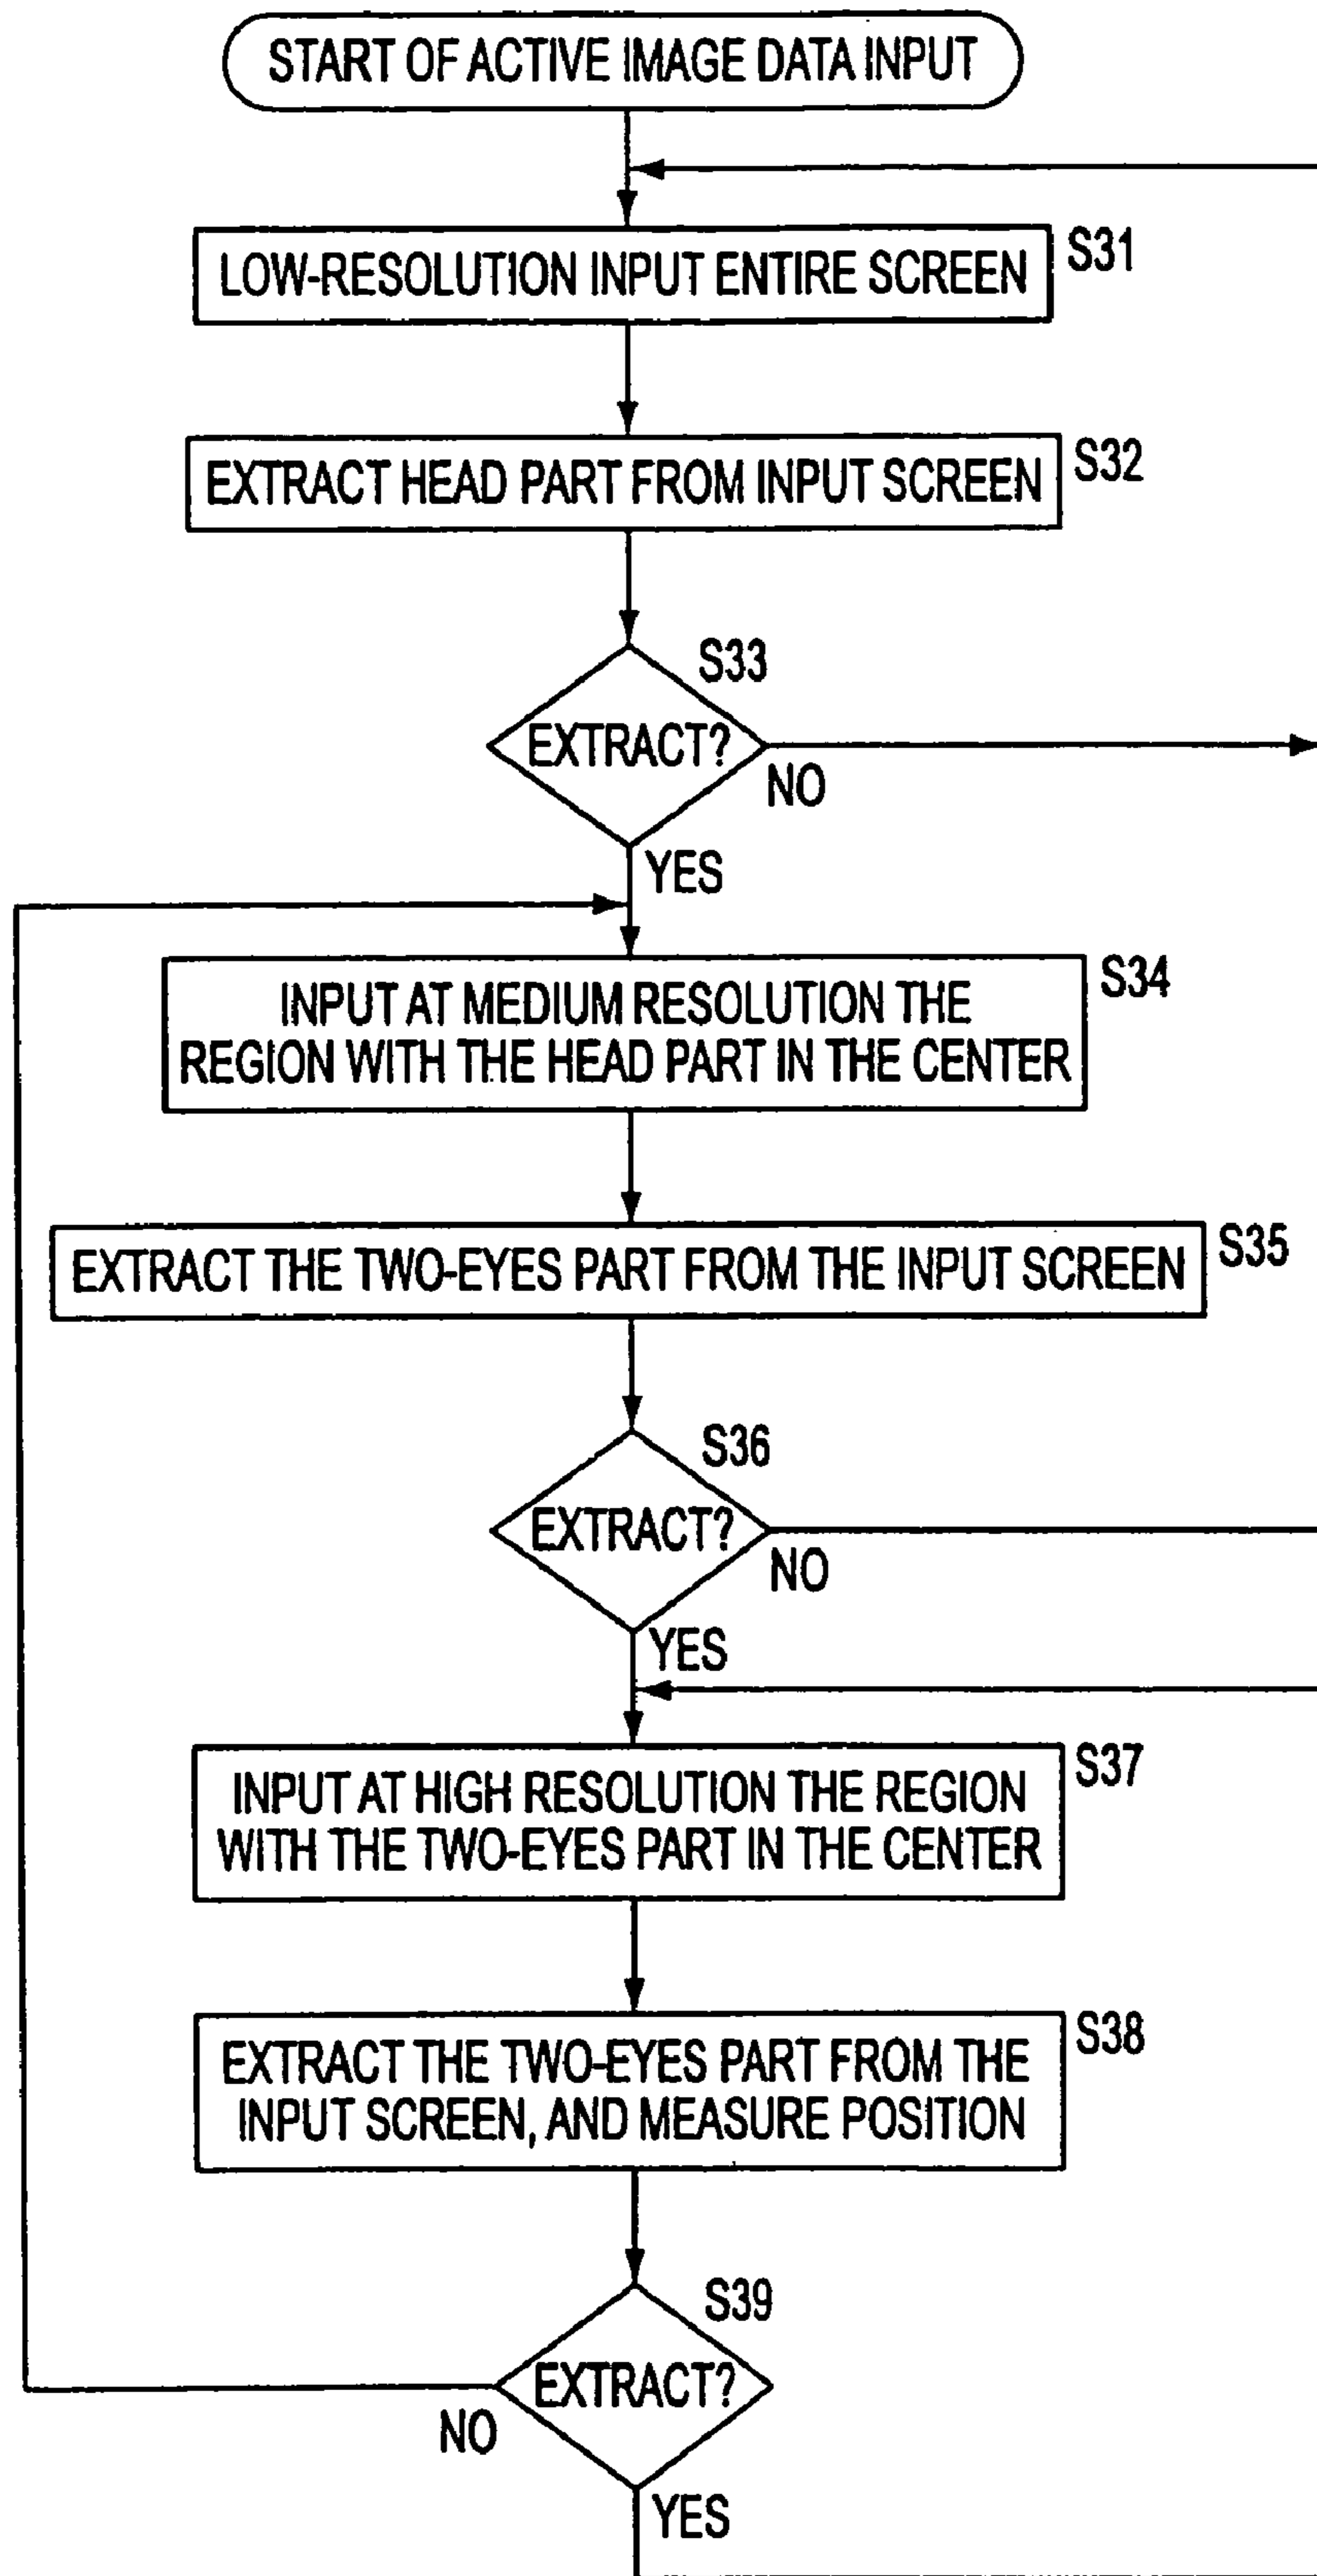 START OF ACTIVE IMAGE DATA INPUT
LOW-RESOLUTION INPUT ENTIRE SCREEN
S31
EXTRACT HEAD PART FROM INPUT SCREEN
S32
S33
EXTRACT?
NO
YES
S34
INPUT AT MEDIUM RESOLUTION THE
REGION WITH THE HEAD PART IN THE CENTER
EXTRACT THE TWO-EYES PART FROM THE INPUT SCREEN
S35
S36
EXTRACT?
NO
YES
S37
INPUT AT HIGH RESOLUTION THE REGION
WITH THE TWO-EYES PART IN THE CENTER
S38
EXTRACT THE TWO-EYES PART FROM THE
INPUT SCREEN, AND MEASURE POSITION
S39
EXTRACT?
NO
YES